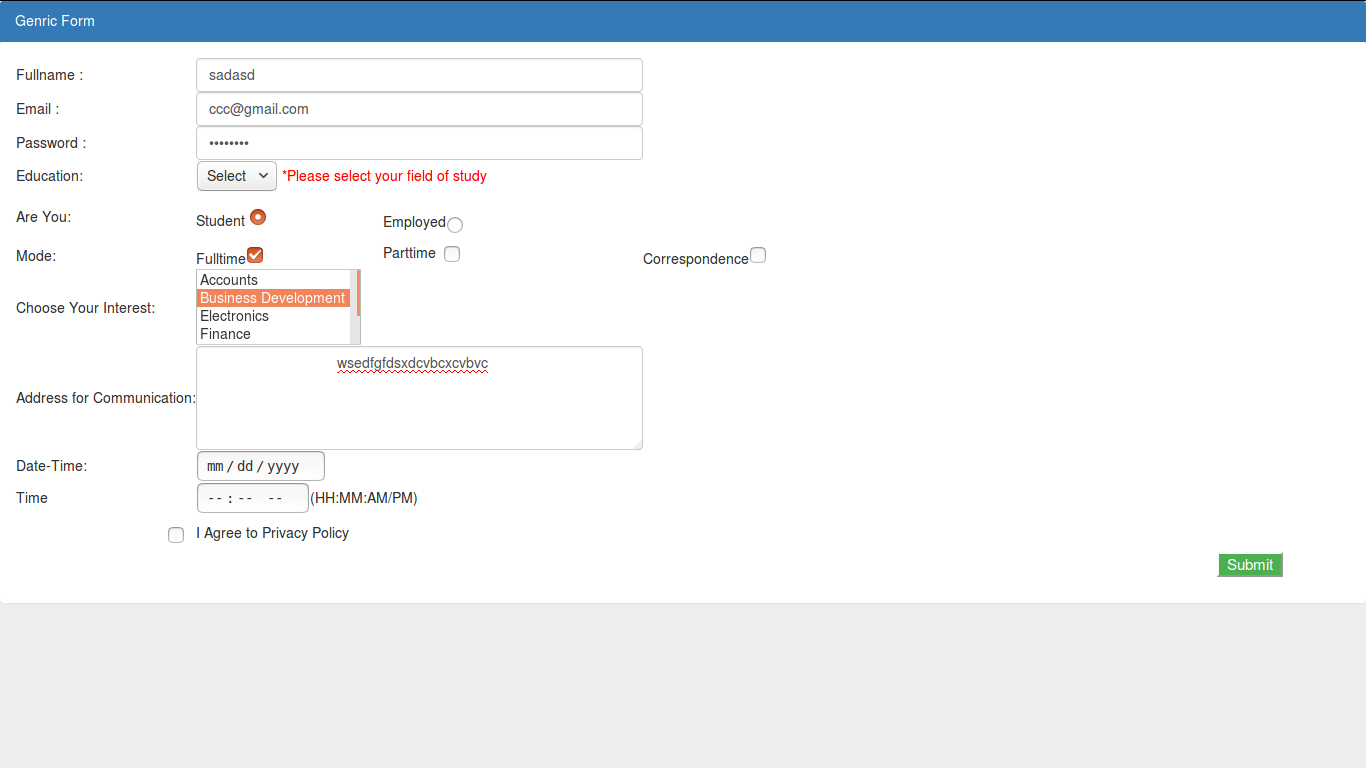 Genric Form
Fullname : sadasd
Email : ccc@gmail.com
Password : ••••••••
Education: Select *Please select your field of study
Are You: Student Employed
Mode: Fulltime Parttime Correspondence
Choose Your Interest:
Accounts
Business Development
Electronics
Finance
Address for Communication: wsedfgfdsxdcvbcxcvbvc
Date-Time: mm / dd / yyyy
Time -- : -- -- (HH:MM:AM/PM)
I Agree to Privacy Policy
Submit